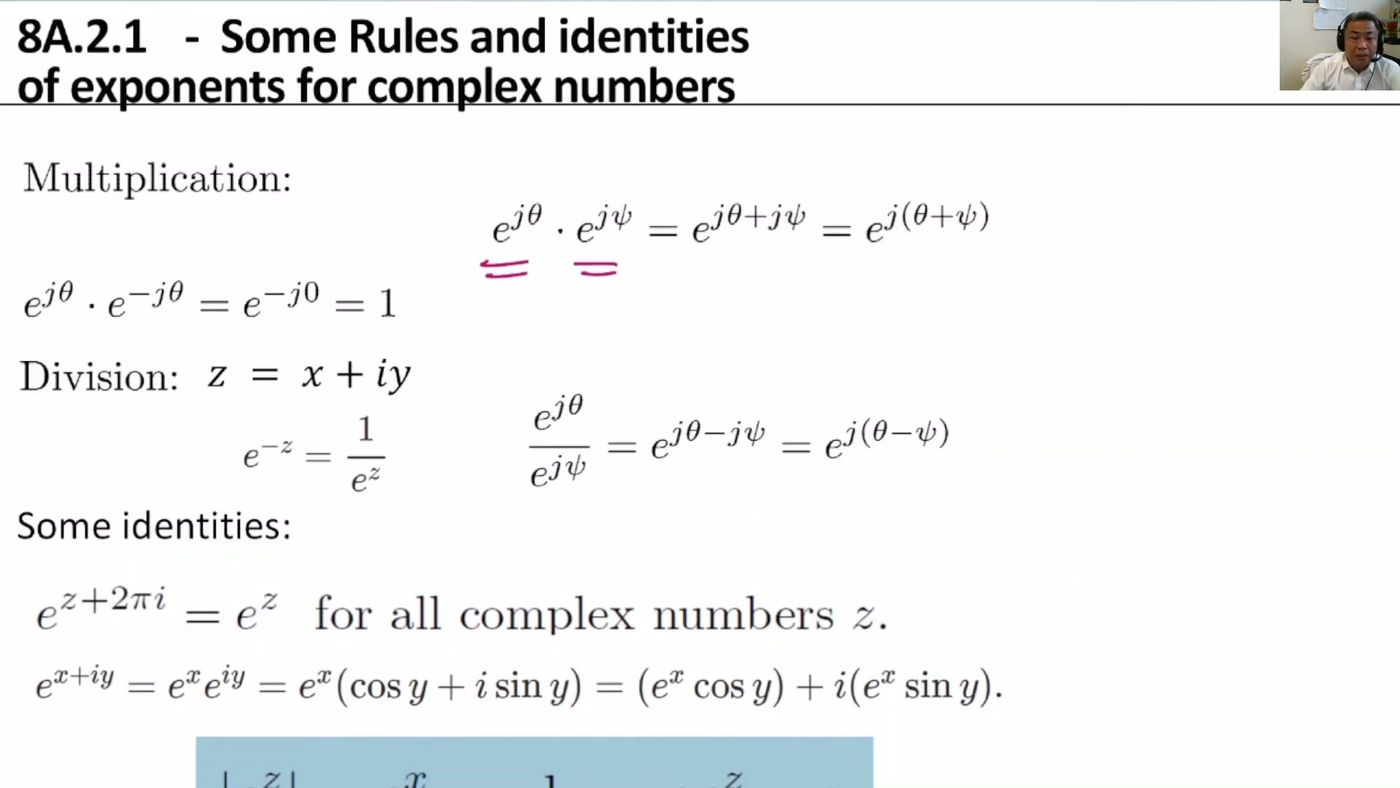 8A.2.1 - Some Rules and identities
of exponents for complex numbers
Multiplication:
e^{jθ} · e^{jψ} = e^{jθ+jψ} = e^{j(θ+ψ)}
e^{jθ} · e^{−jθ} = e^{−j0} = 1
Division: z = x + iy
e^{−z} = 1/e^{z}
e^{jθ}/e^{jψ} = e^{jθ−jψ} = e^{j(θ−ψ)}
Some identities:
e^{z+2πi} = e^{z} for all complex numbers z.
e^{x+iy} = e^{x}e^{iy} = e^{x}(cos y + i sin y) = (e^{x} cos y) + i(e^{x} sin y).